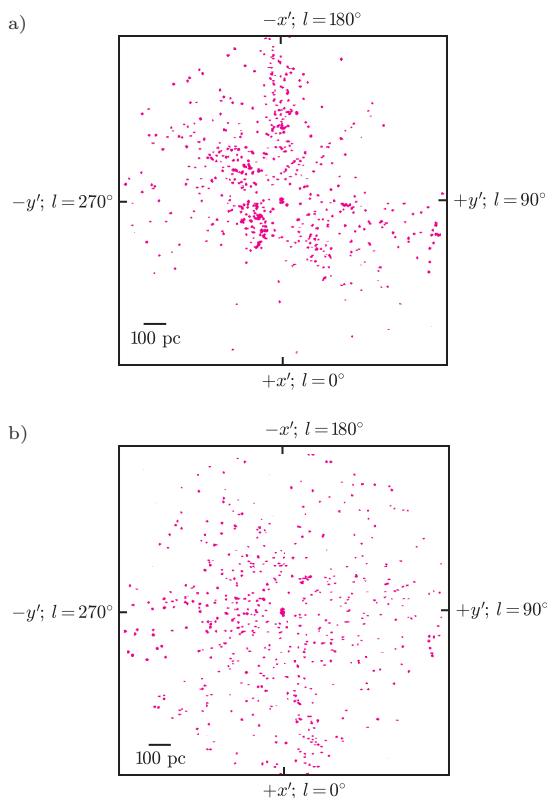 a)
−x′; l = 180°
−y′; l = 270°
+y′; l = 90°
100 pc
+x′; l = 0°
b)
−x′; l = 180°
−y′; l = 270°
+y′; l = 90°
100 pc
+x′; l = 0°